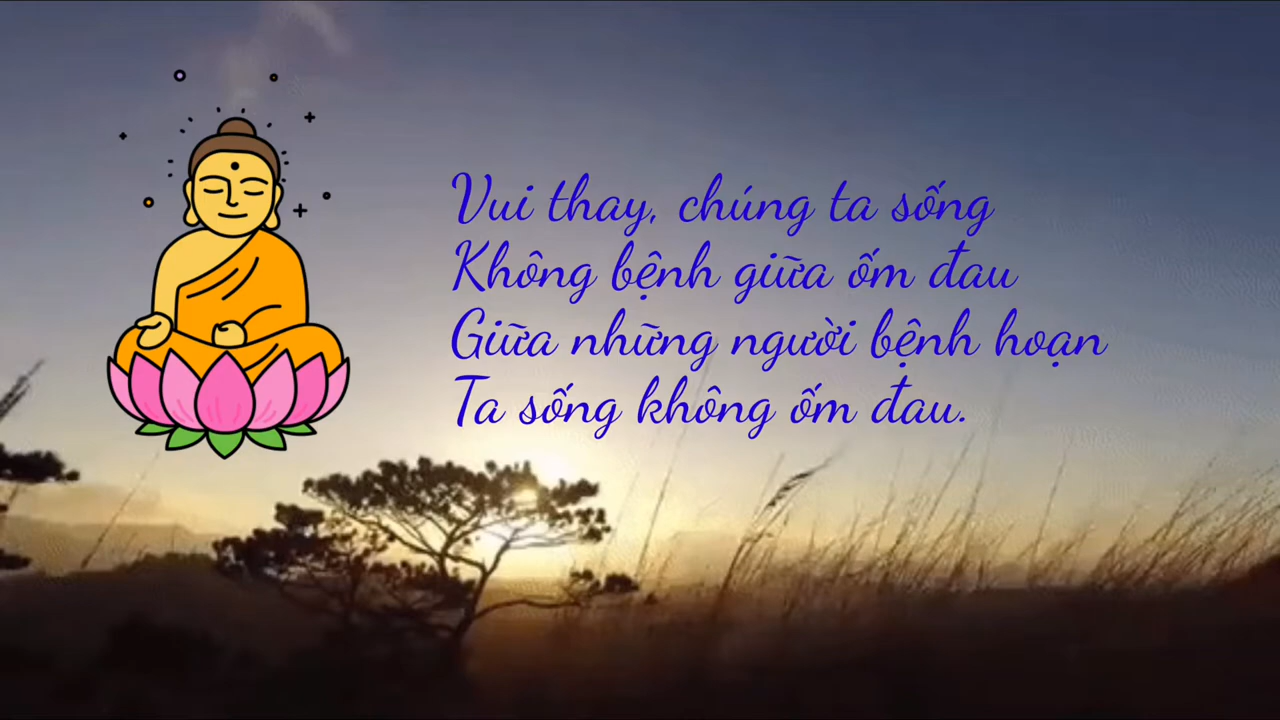 Vui thay, chúng ta sống
Không bệnh giữa ốm đau
Giữa những người bệnh hoạn
Ta sống không ốm đau.